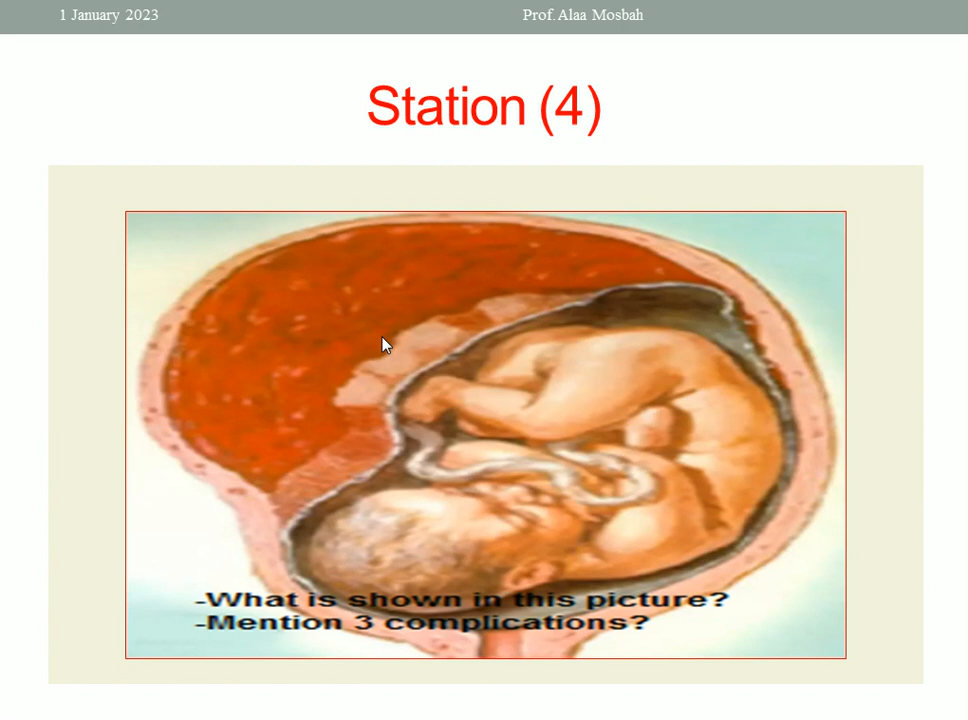 1 January 2023
Prof. Alaa Mosbah
Station (4)
-What is shown in this picture?
-Mention 3 complications?